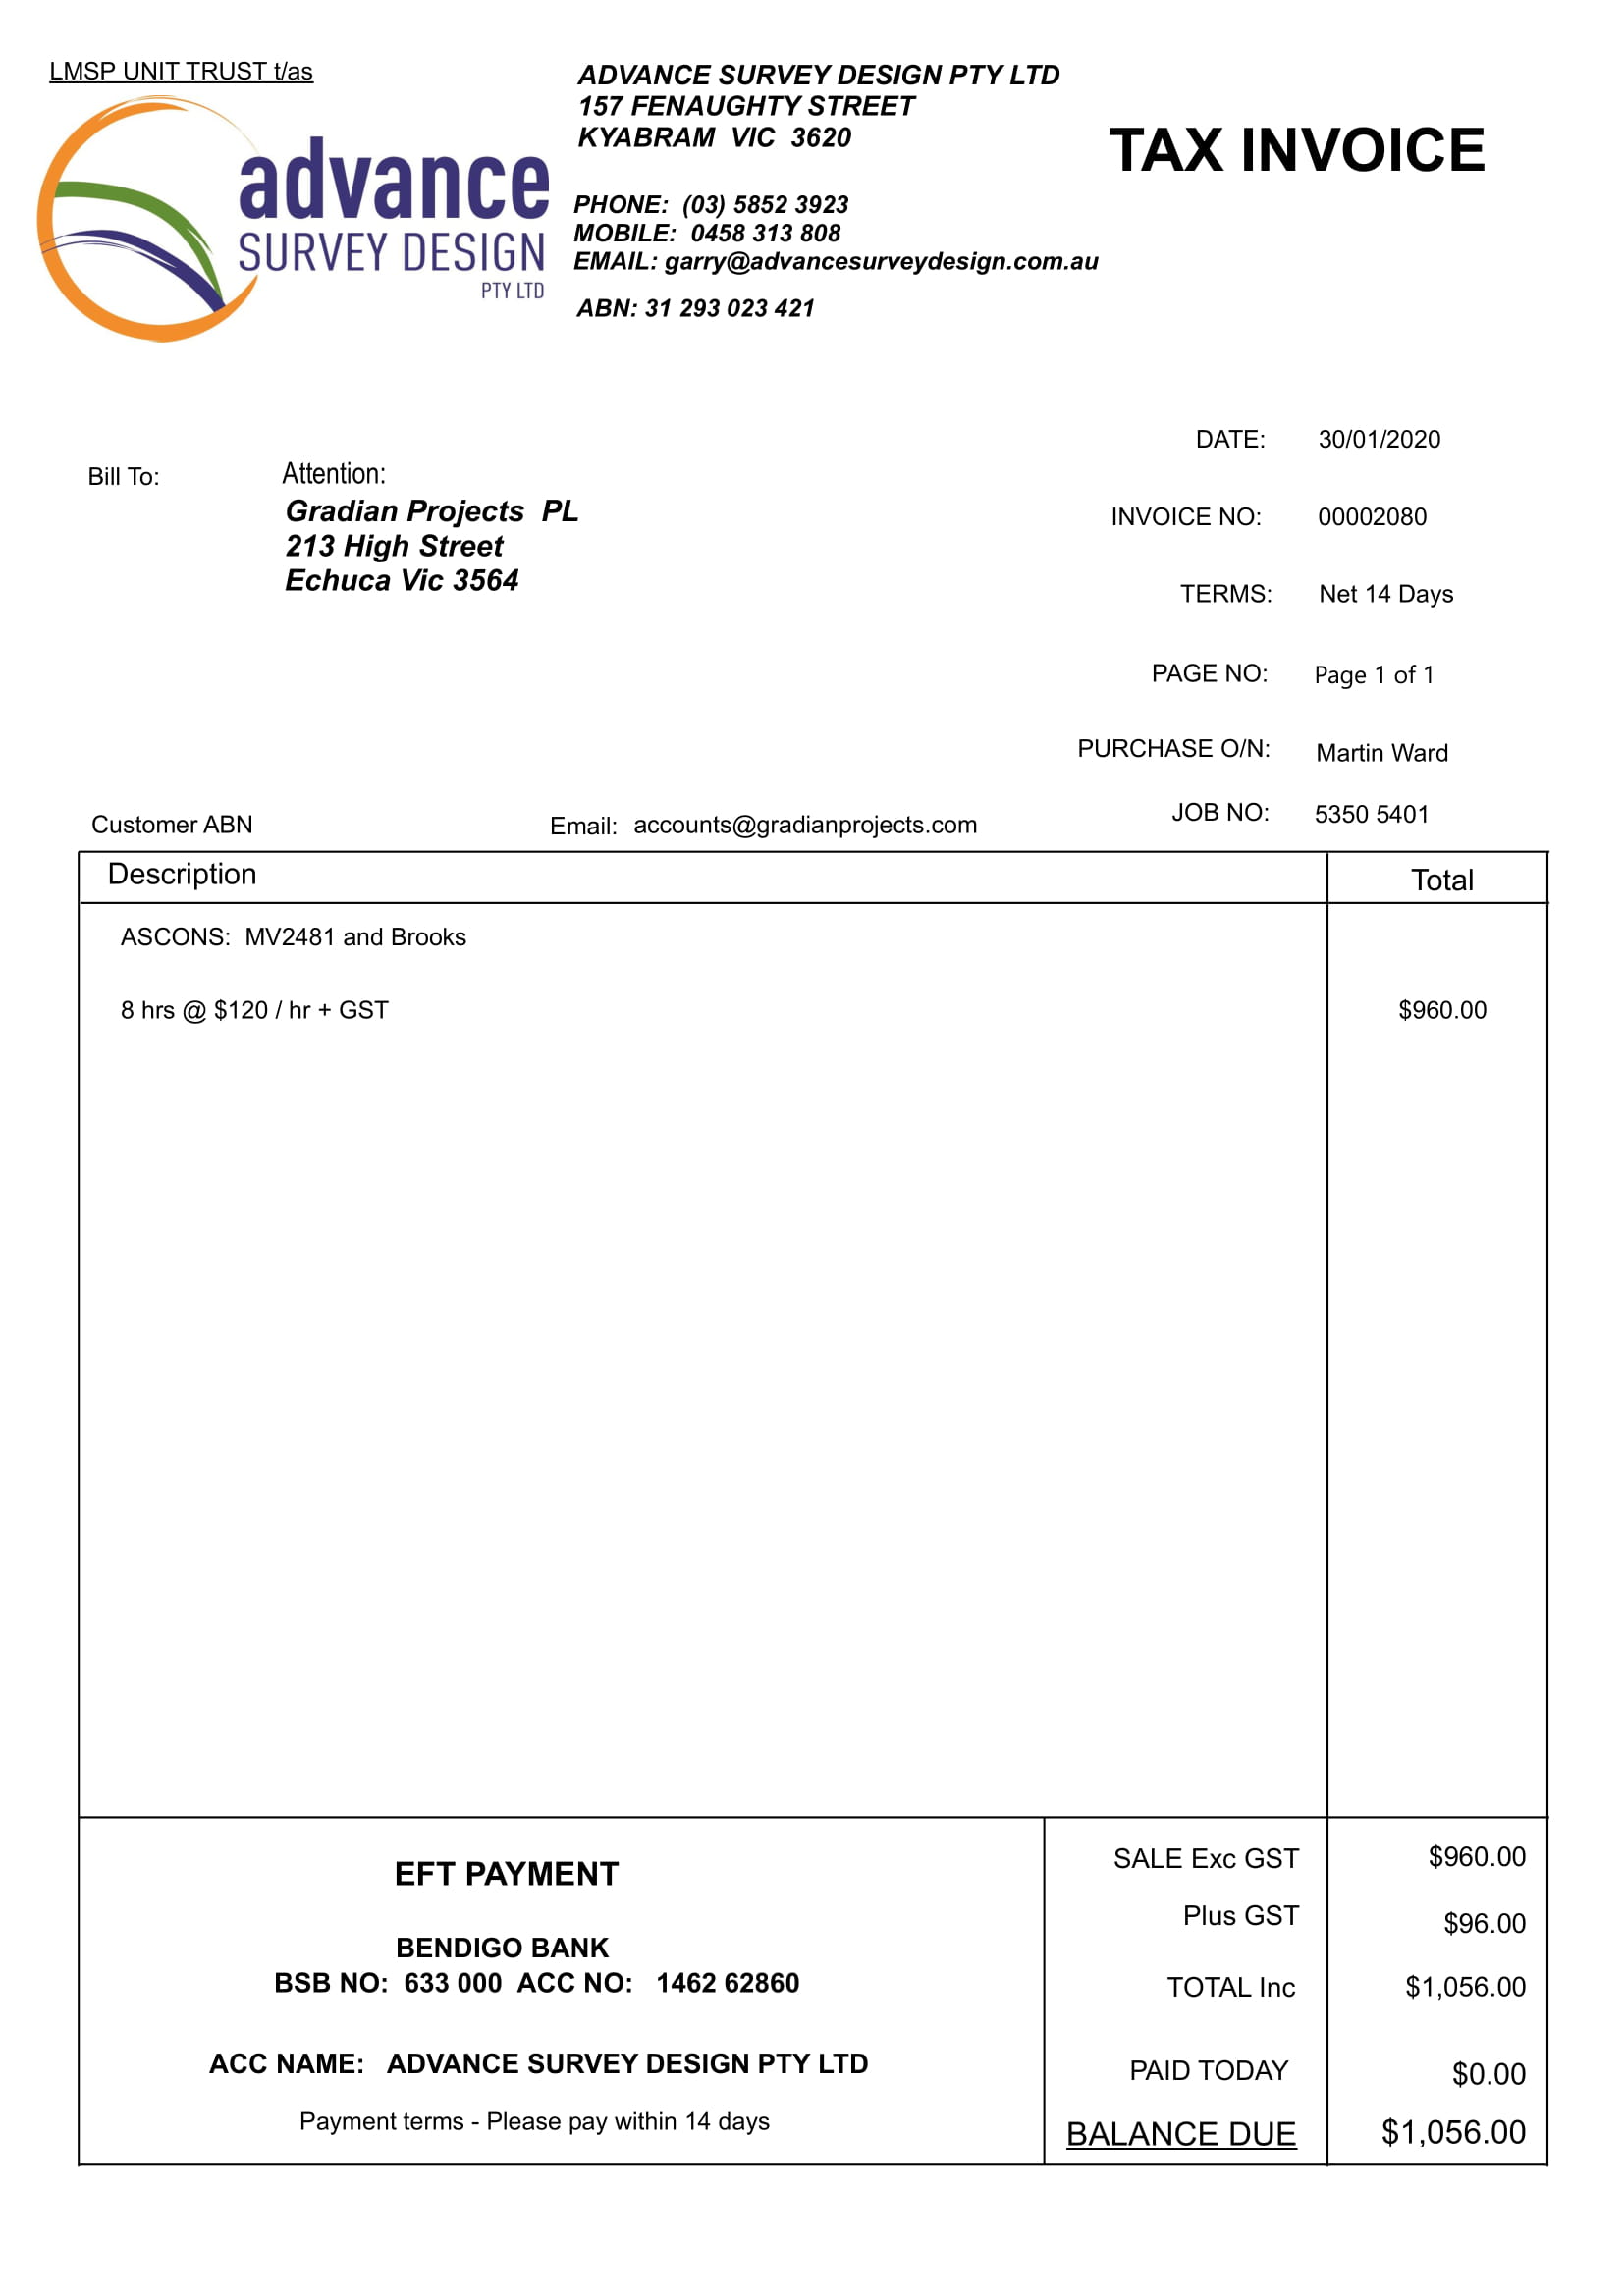 LMSP UNIT TRUST t/as
advance
SURVEY DESIGN
PTY LTD
ADVANCE SURVEY DESIGN PTY LTD
157 FENAUGHTY STREET
KYABRAM VIC 3620
PHONE: (03) 5852 3923
MOBILE: 0458 313 808
EMAIL: garry@advancesurveydesign.com.au
ABN: 31 293 023 421
TAX INVOICE
Bill To:
Attention:
Gradian Projects PL
213 High Street
Echuca Vic 3564
DATE: 30/01/2020
INVOICE NO: 00002080
TERMS: Net 14 Days
PAGE NO: Page 1 of 1
PURCHASE O/N: Martin Ward
JOB NO: 5350 5401
Customer ABN Email: accounts@gradianprojects.com
Description Total
ASCONS: MV2481 and Brooks
8 hrs @ $120 / hr + GST $960.00
EFT PAYMENT
BENDIGO BANK
BSB NO: 633 000 ACC NO: 1462 62860
ACC NAME: ADVANCE SURVEY DESIGN PTY LTD
Payment terms - Please pay within 14 days
SALE Exc GST $960.00
Plus GST $96.00
TOTAL Inc $1,056.00
PAID TODAY $0.00
BALANCE DUE $1,056.00